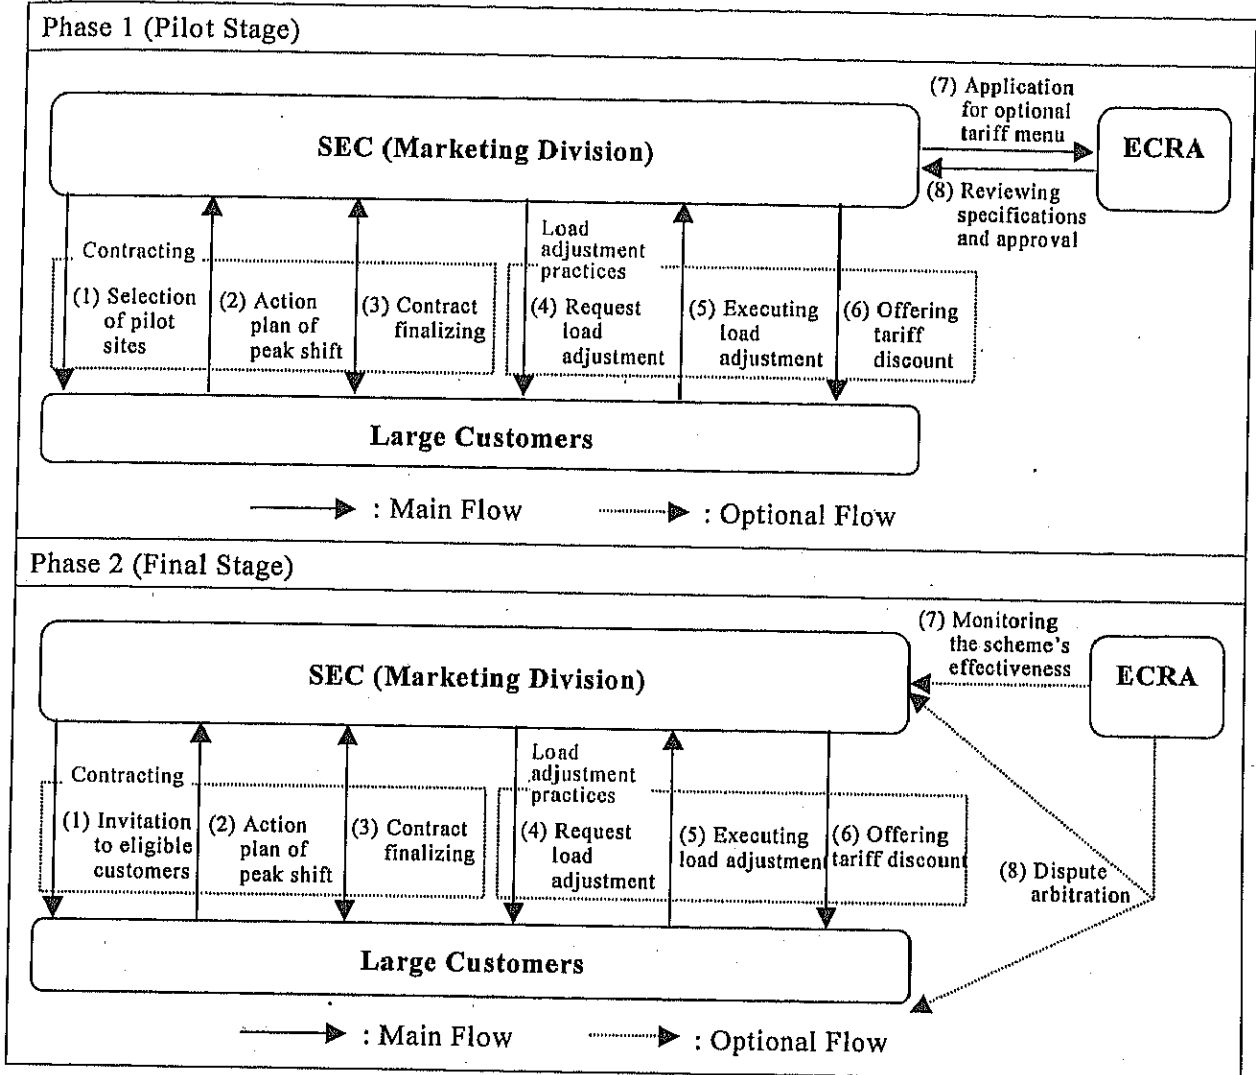 Phase 1 (Pilot Stage)
SEC (Marketing Division)
(7) Application
for optional
tariff menu
ECRA
(8) Reviewing
specifications
and approval
Contracting
Load
adjustment
practices
(1) Selection
of pilot
sites
(2) Action
plan of
peak shift
(3) Contract
finalizing
(4) Request
load
adjustment
(5) Executing
load
adjustment
(6) Offering
tariff
discount
Large Customers
: Main Flow
: Optional Flow
Phase 2 (Final Stage)
SEC (Marketing Division)
(7) Monitoring
the scheme's
effectiveness
ECRA
Contracting
Load
adjustment
practices
(1) Invitation
to eligible
customers
(2) Action
plan of
peak shift
(3) Contract
finalizing
(4) Request
load
adjustment
(5) Executing
load adjustment
(6) Offering
tariff discount
(8) Dispute
arbitration
Large Customers
: Main Flow
: Optional Flow